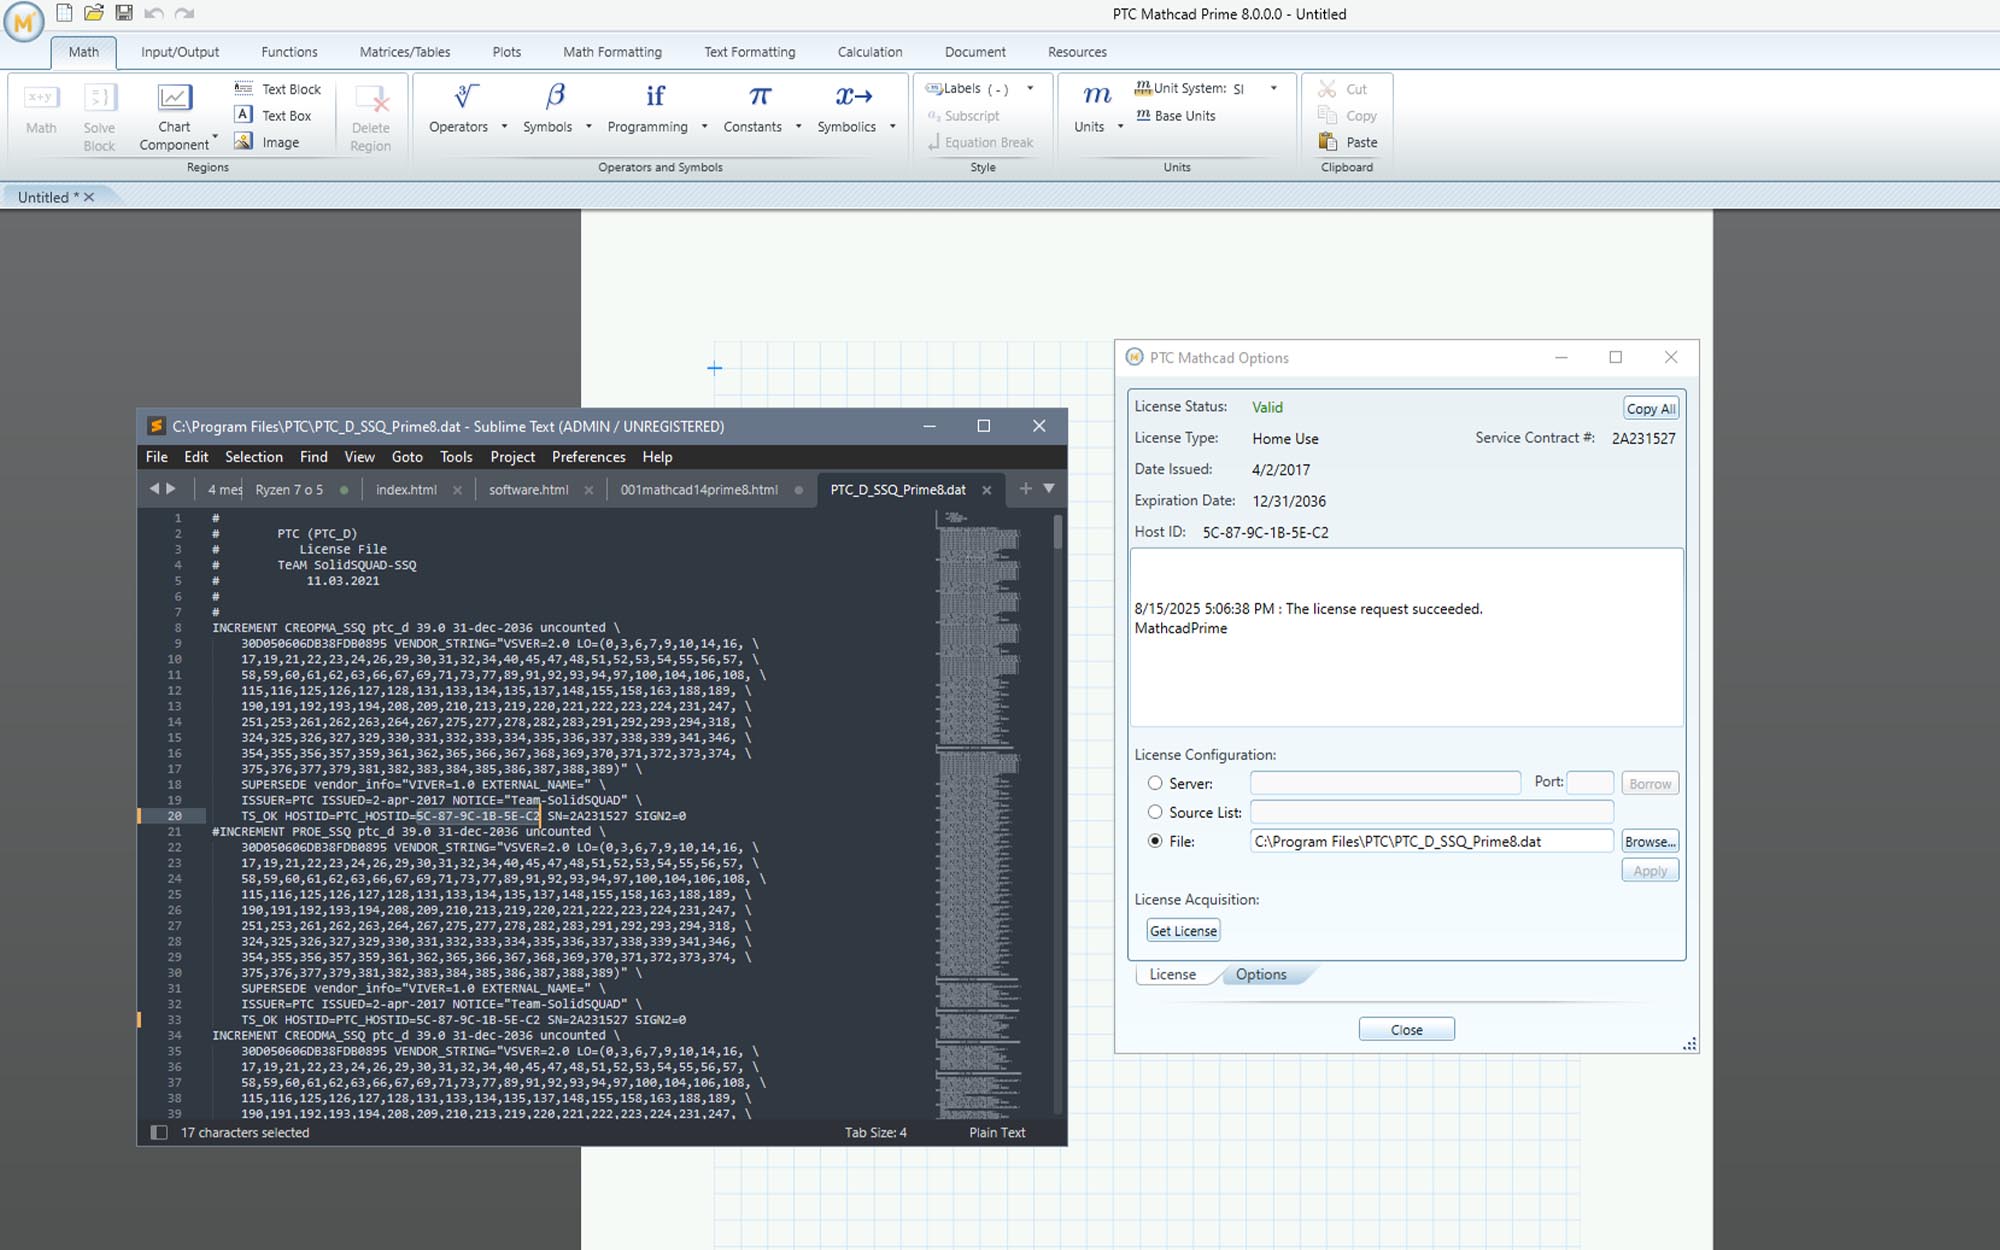 PTC Mathcad Prime 8.0.0.0 - Untitled
Math Input/Output Functions Matrices/Tables Plots Math Formatting Text Formatting Calculation Document Resources
Math
Solve Block
Chart Component
Text Block
Text Box
Image
Delete Region
Regions
Operators
Symbols
if Programming
π Constants
Symbolics
Operators and Symbols
Labels ( - )
Subscript
Equation Break
Style
Units
Unit System: SI
Base Units
Units
Cut
Copy
Paste
Clipboard
Untitled *
C:\Program Files\PTC\PTC_D_SSQ_Prime8.dat - Sublime Text (ADMIN / UNREGISTERED)
File Edit Selection Find View Goto Tools Project Preferences Help
4 mes Ryzen 7 o 5 index.html software.html 001mathcad14prime8.html PTC_D_SSQ_Prime8.dat
1 #
2 # PTC (PTC_D)
3 # License File
4 # TeAM SolidSQUAD-SSQ
5 # 11.03.2021
6 #
7 #
8 INCREMENT CREOPMA_SSQ ptc_d 39.0 31-dec-2036 uncounted \
9 30D050606DB38FDB0895 VENDOR_STRING="VSVER=2.0 LO=(0,3,6,7,9,10,14,16, \
10 17,19,21,22,23,24,26,29,30,31,32,34,40,45,47,48,51,52,53,54,55,56,57, \
11 58,59,60,61,62,63,66,67,69,71,73,77,89,91,92,93,94,97,100,104,106,108, \
12 115,116,125,126,127,128,131,133,134,135,137,148,155,158,163,188,189, \
13 190,191,192,193,194,208,209,210,213,219,220,221,222,223,224,231,247, \
14 251,253,261,262,263,264,267,275,277,278,282,283,291,292,293,294,318, \
15 324,325,326,327,329,330,331,332,333,334,335,336,337,338,339,341,346, \
16 354,355,356,357,359,361,362,365,366,367,368,369,370,371,372,373,374, \
17 375,376,377,379,381,382,383,384,385,386,387,388,389)" \
18 SUPERSEDE vendor_info="VIVER=1.0 EXTERNAL_NAME=" \
19 ISSUER=PTC ISSUED=2-apr-2017 NOTICE="Team-SolidSQUAD" \
20 TS_OK HOSTID=PTC_HOSTID=5C-87-9C-1B-5E-C2 SN=2A231527 SIGN2=0
21 #INCREMENT PROE_SSQ ptc_d 39.0 31-dec-2036 uncounted \
22 30D050606DB38FDB0895 VENDOR_STRING="VSVER=2.0 LO=(0,3,6,7,9,10,14,16, \
23 17,19,21,22,23,24,26,29,30,31,32,34,40,45,47,48,51,52,53,54,55,56,57, \
24 58,59,60,61,62,63,66,67,69,71,73,77,89,91,92,93,94,97,100,104,106,108, \
25 115,116,125,126,127,128,131,133,134,135,137,148,155,158,163,188,189, \
26 190,191,192,193,194,208,209,210,213,219,220,221,222,223,224,231,247, \
27 251,253,261,262,263,264,267,275,277,278,282,283,291,292,293,294,318, \
28 324,325,326,327,329,330,331,332,333,334,335,336,337,338,339,341,346, \
29 354,355,356,357,359,361,362,365,366,367,368,369,370,371,372,373,374, \
30 375,376,377,379,381,382,383,384,385,386,387,388,389)" \
31 SUPERSEDE vendor_info="VIVER=1.0 EXTERNAL_NAME=" \
32 ISSUER=PTC ISSUED=2-apr-2017 NOTICE="Team-SolidSQUAD" \
33 TS_OK HOSTID=PTC_HOSTID=5C-87-9C-1B-5E-C2 SN=2A231527 SIGN2=0
34 INCREMENT CREODMA_SSQ ptc_d 39.0 31-dec-2036 uncounted \
35 30D050606DB38FDB0895 VENDOR_STRING="VSVER=2.0 LO=(0,3,6,7,9,10,14,16, \
36 17,19,21,22,23,24,26,29,30,31,32,34,40,45,47,48,51,52,53,54,55,56,57, \
37 58,59,60,61,62,63,66,67,69,71,73,77,89,91,92,93,94,97,100,104,106,108, \
38 115,116,125,126,127,128,131,133,134,135,137,148,155,158,163,188,189, \
39 190,191,192,193,194,208,209,210,213,219,220,221,222,223,224,231,247, \
17 characters selected Tab Size: 4 Plain Text
PTC Mathcad Options
License Status: Valid Copy All
License Type: Home Use Service Contract #: 2A231527
Date Issued: 4/2/2017
Expiration Date: 12/31/2036
Host ID: 5C-87-9C-1B-5E-C2
8/15/2025 5:06:38 PM : The license request succeeded.
MathcadPrime
License Configuration:
Server: Port: Borrow
Source List:
File: C:\Program Files\PTC\PTC_D_SSQ_Prime8.dat Browse...
Apply
License Acquisition:
Get License
License Options
Close